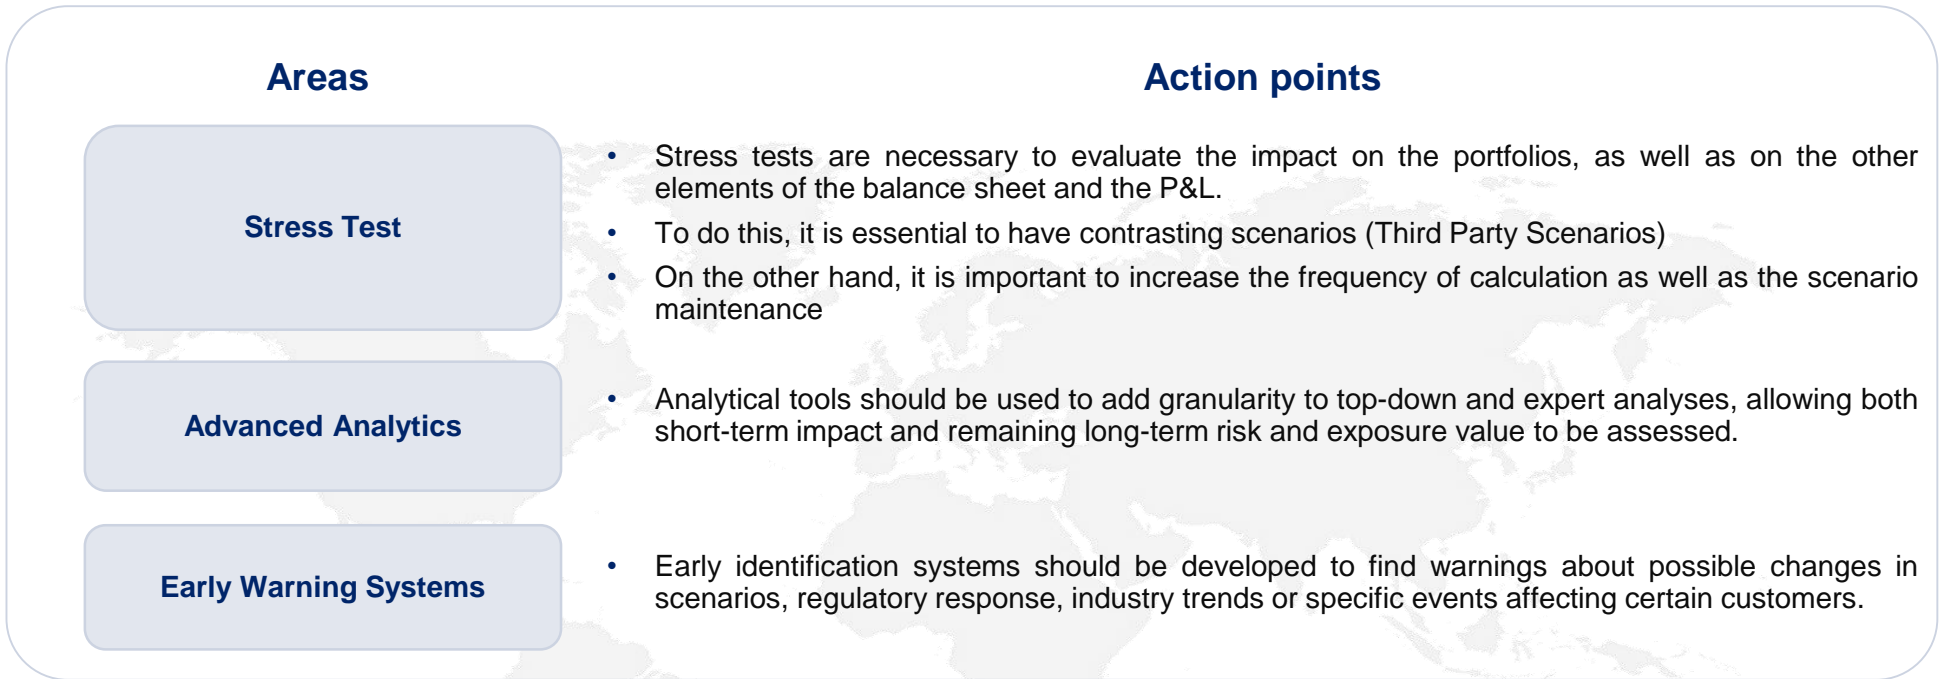 Areas
Action points
Stress Test
• Stress tests are necessary to evaluate the impact on the portfolios, as well as on the other
elements of the balance sheet and the P&L.
• To do this, it is essential to have contrasting scenarios (Third Party Scenarios)
• On the other hand, it is important to increase the frequency of calculation as well as the scenario
maintenance
Advanced Analytics
• Analytical tools should be used to add granularity to top-down and expert analyses, allowing both
short-term impact and remaining long-term risk and exposure value to be assessed.
Early Warning Systems
• Early identification systems should be developed to find warnings about possible changes in
scenarios, regulatory response, industry trends or specific events affecting certain customers.